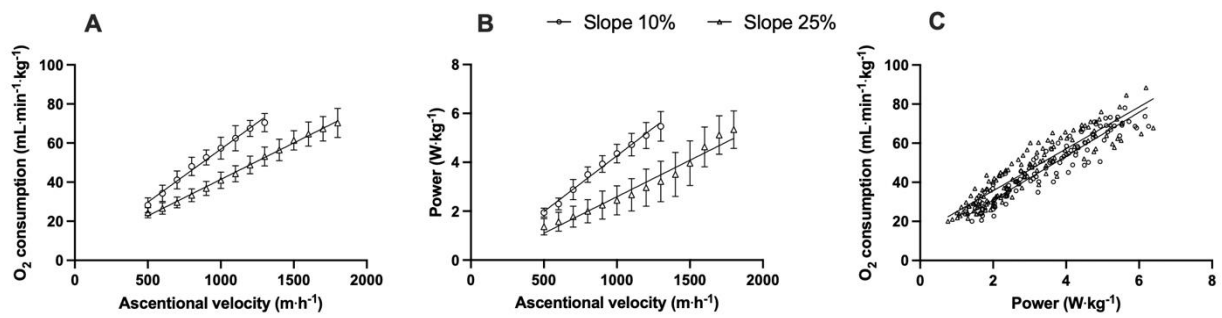 A
B
Slope 10%
Slope 25%
C
O₂ consumption (mL·min⁻¹·kg⁻¹)
100
80
60
40
20
0
0
500
1000
1500
2000
Ascentional velocity (m·h⁻¹)
Power (W·kg⁻¹)
8
6
4
2
0
0
500
1000
1500
2000
Ascentional velocity (m·h⁻¹)
O₂ consumption (mL·min⁻¹·kg⁻¹)
100
80
60
40
20
0
0
2
4
6
8
Power (W·kg⁻¹)